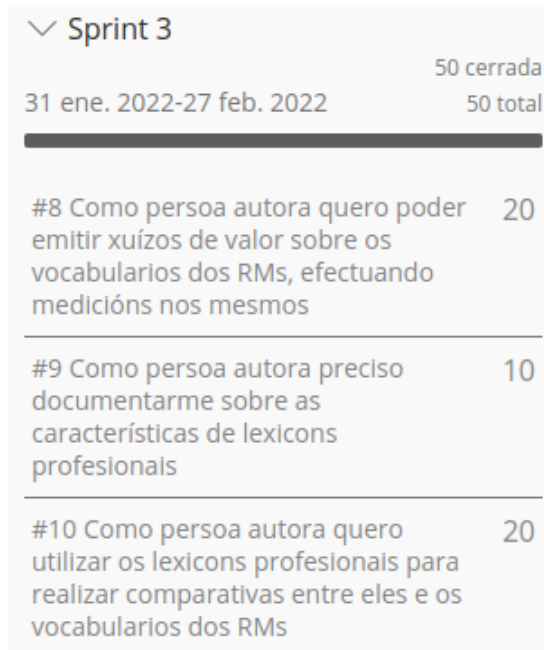 Sprint 3
50 cerrada
31 ene. 2022-27 feb. 2022 50 total
#8 Como persoa autora quero poder 20
emitir xuízos de valor sobre os
vocabularios dos RMs, efectuando
medicións nos mesmos
#9 Como persoa autora preciso 10
documentarme sobre as
características de lexicons
profesionais
#10 Como persoa autora quero 20
utilizar os lexicons profesionais para
realizar comparativas entre eles e os
vocabularios dos RMs